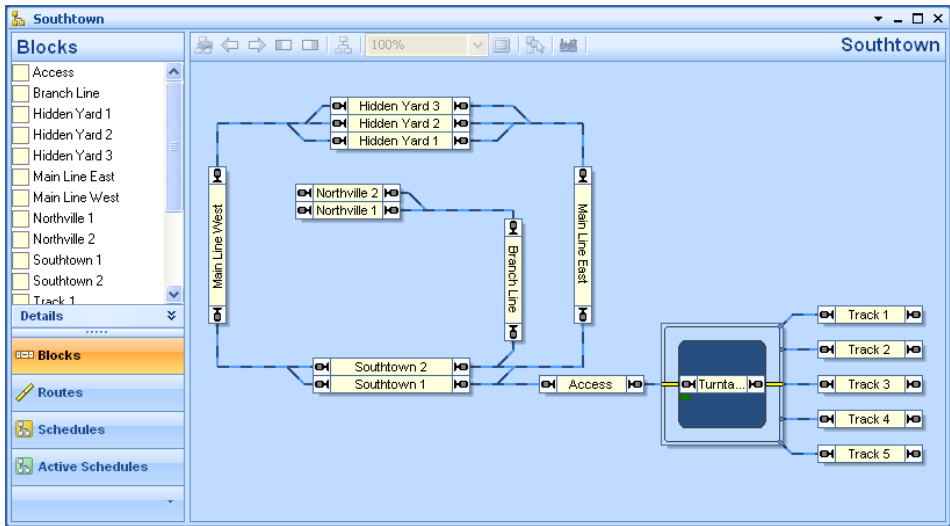 Southtown
Blocks
100%
Southtown
Access
Branch Line
Hidden Yard 1
Hidden Yard 2
Hidden Yard 3
Main Line East
Main Line West
Northville 1
Northville 2
Southtown 1
Southtown 2
Track 1
Details
Blocks
Routes
Schedules
Active Schedules
Hidden Yard 3
Hidden Yard 2
Hidden Yard 1
Northville 2
Northville 1
Main Line West
Branch Line
Main Line East
Southtown 2
Southtown 1
Access
Turnta...
Track 1
Track 2
Track 3
Track 4
Track 5